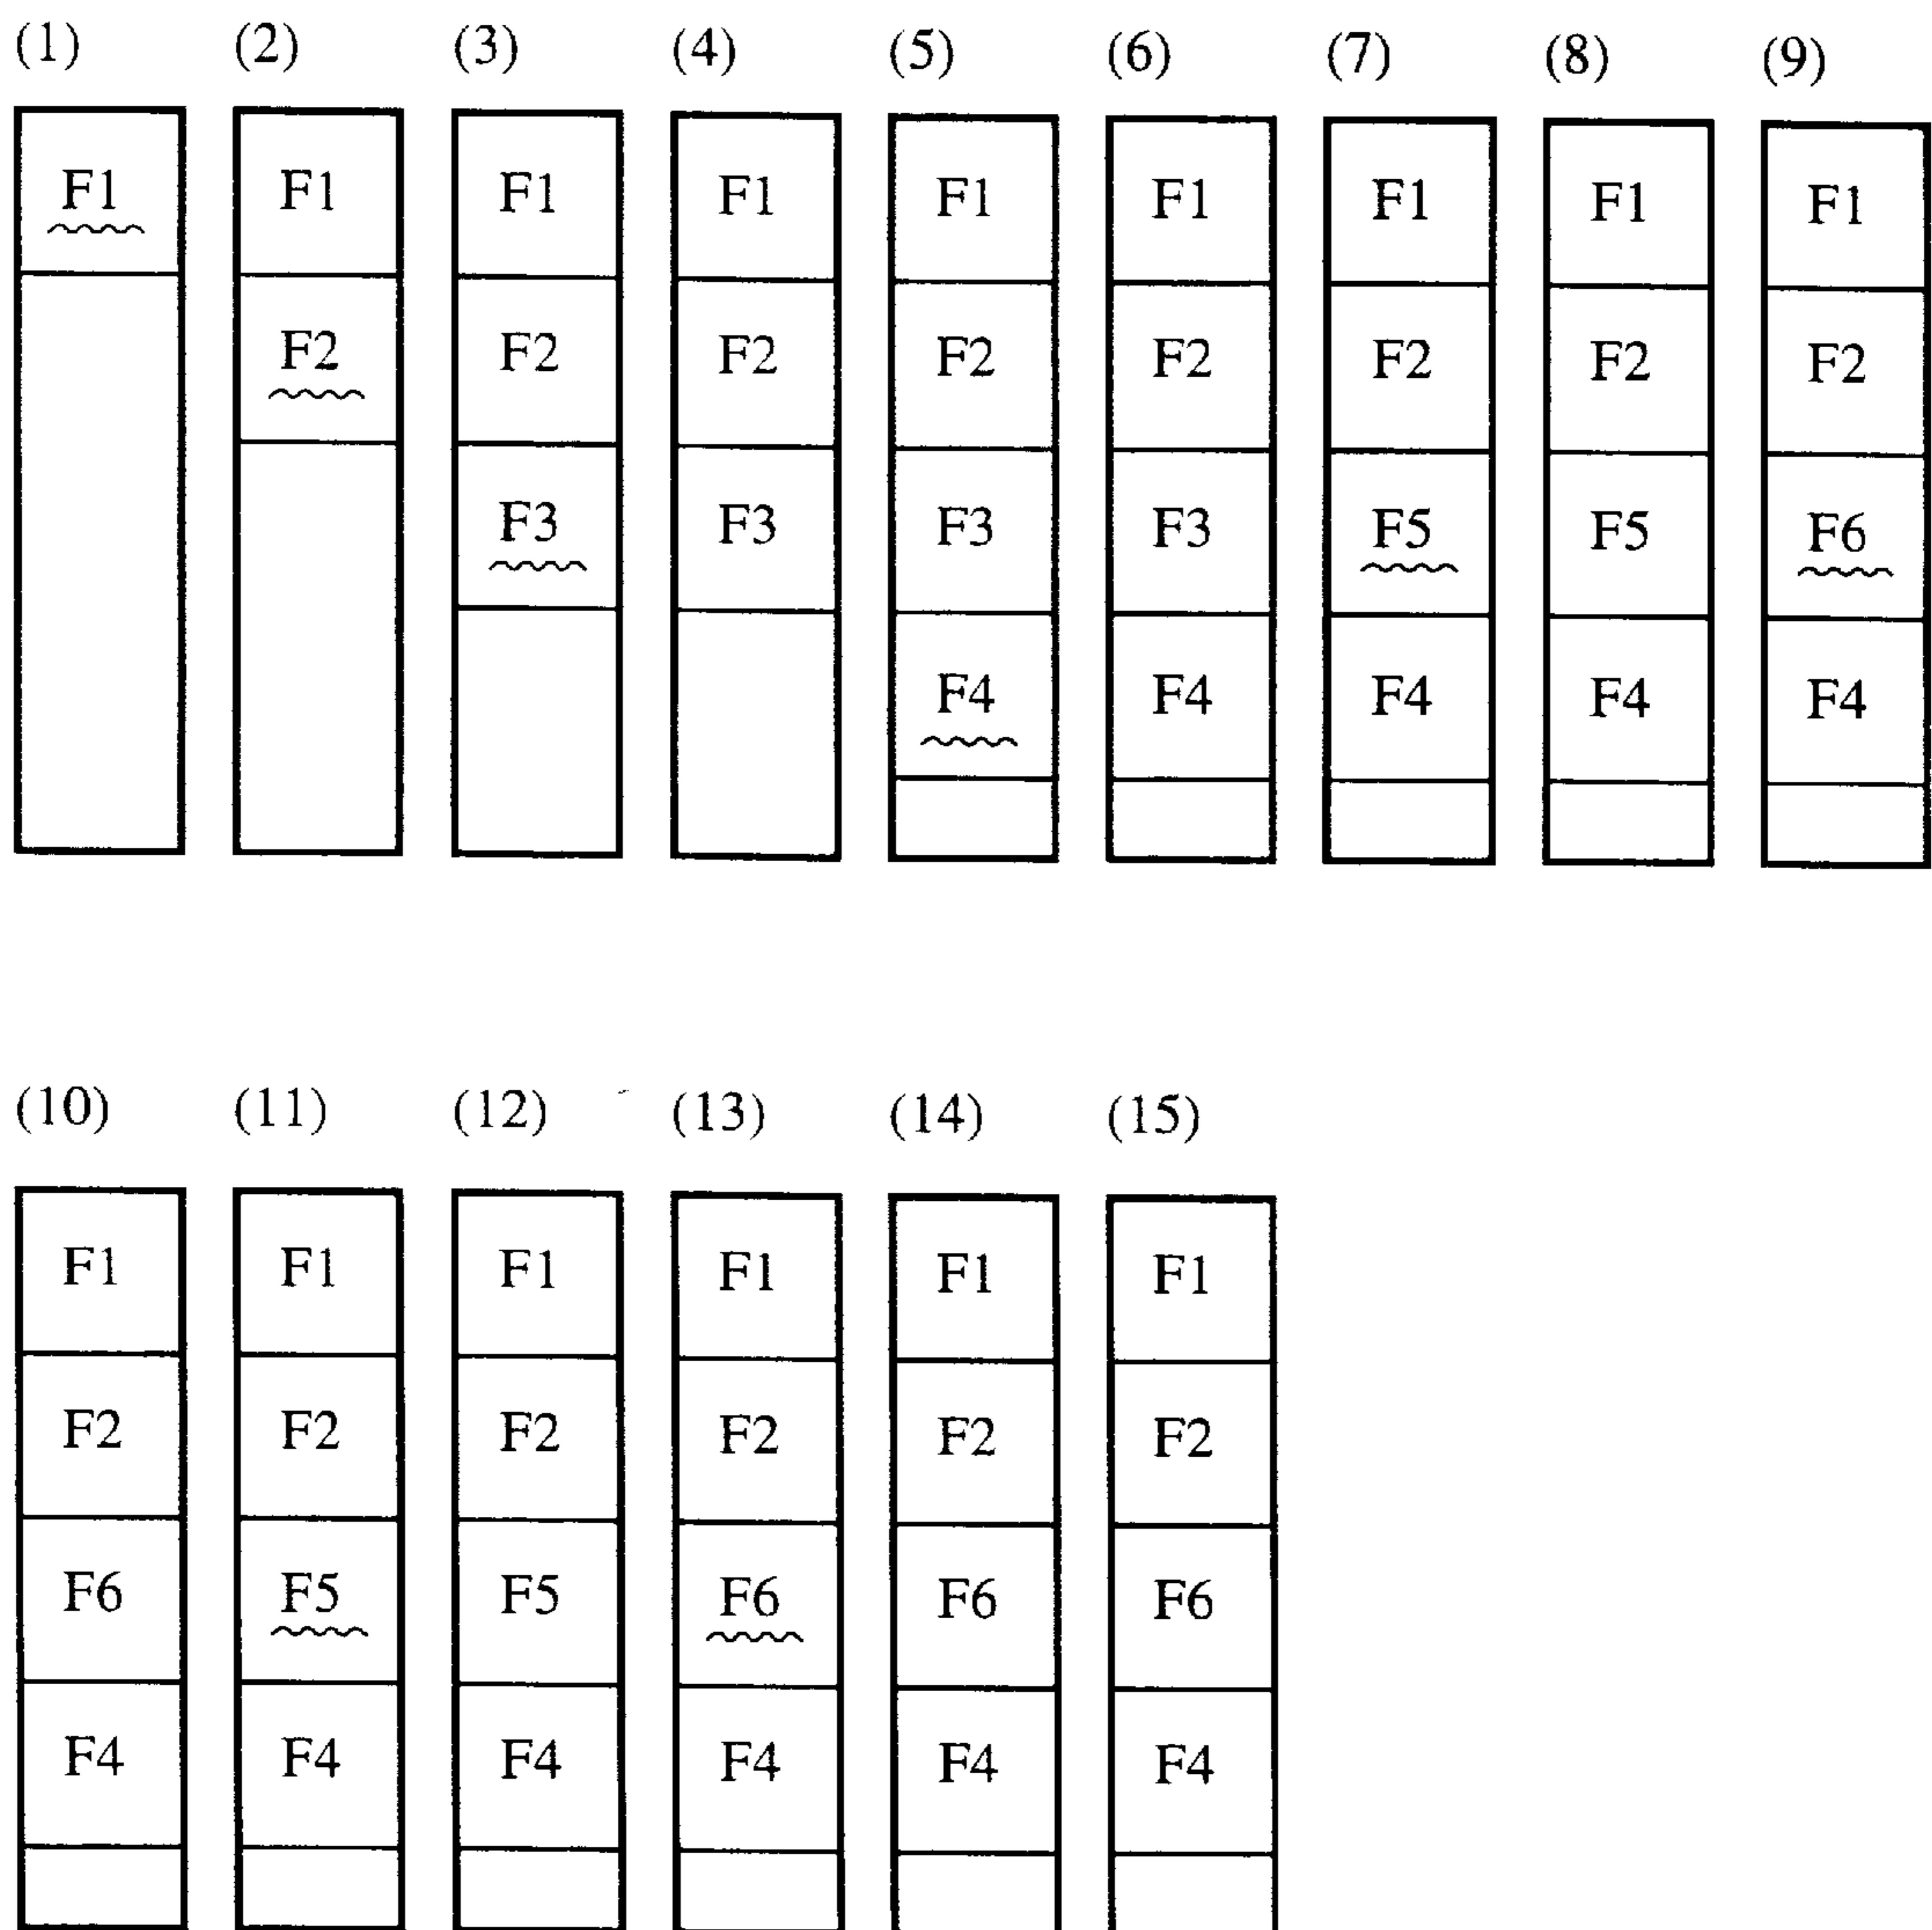 (1) (2) (3) (4) (5) (6) (7) (8) (9)
F1 F1 F1 F1 F1 F1 F1 F1 F1
F2 F2 F2 F2 F2 F2 F2 F2
F3 F3 F3 F3 F5 F5 F6
F4 F4 F4 F4 F4
(10) (11) (12) (13) (14) (15)
F1 F1 F1 F1 F1 F1
F2 F2 F2 F2 F2 F2
F6 F5 F5 F6 F6 F6
F4 F4 F4 F4 F4 F4